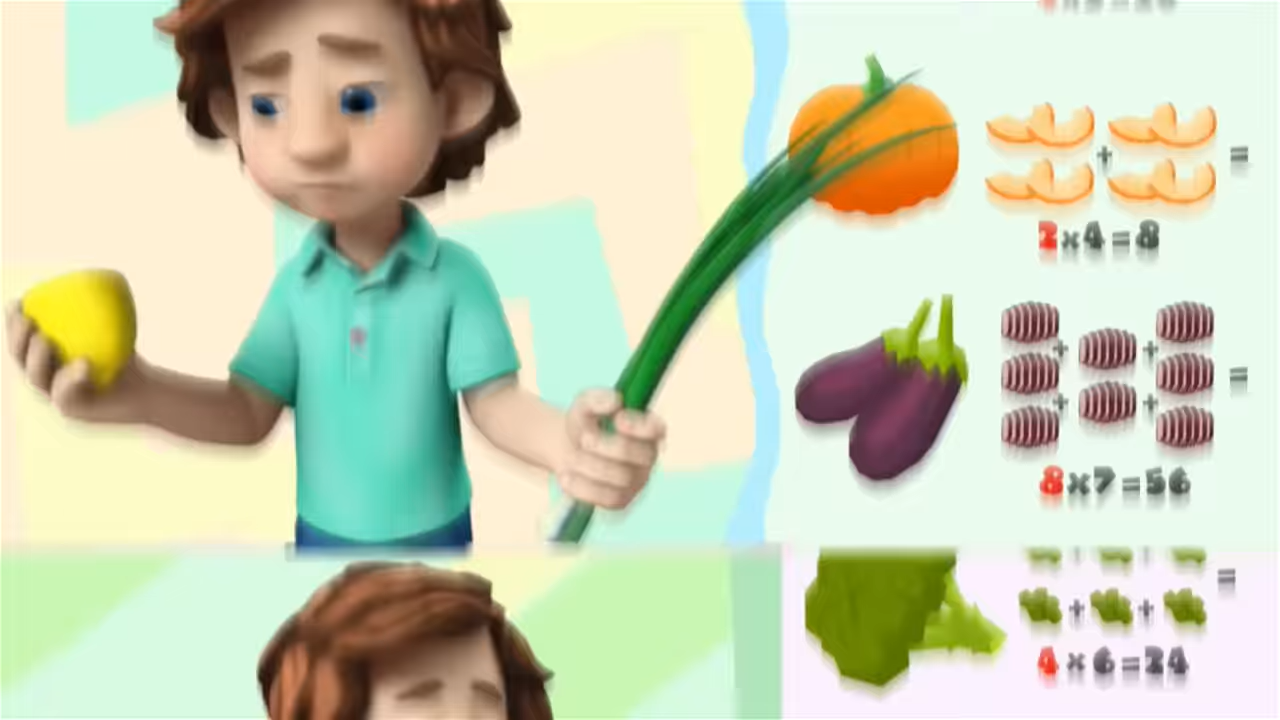 + =
2 x 4 = 8
+ +
+ + =
8 x 7 = 56
+ + =
4 x 6 = 24